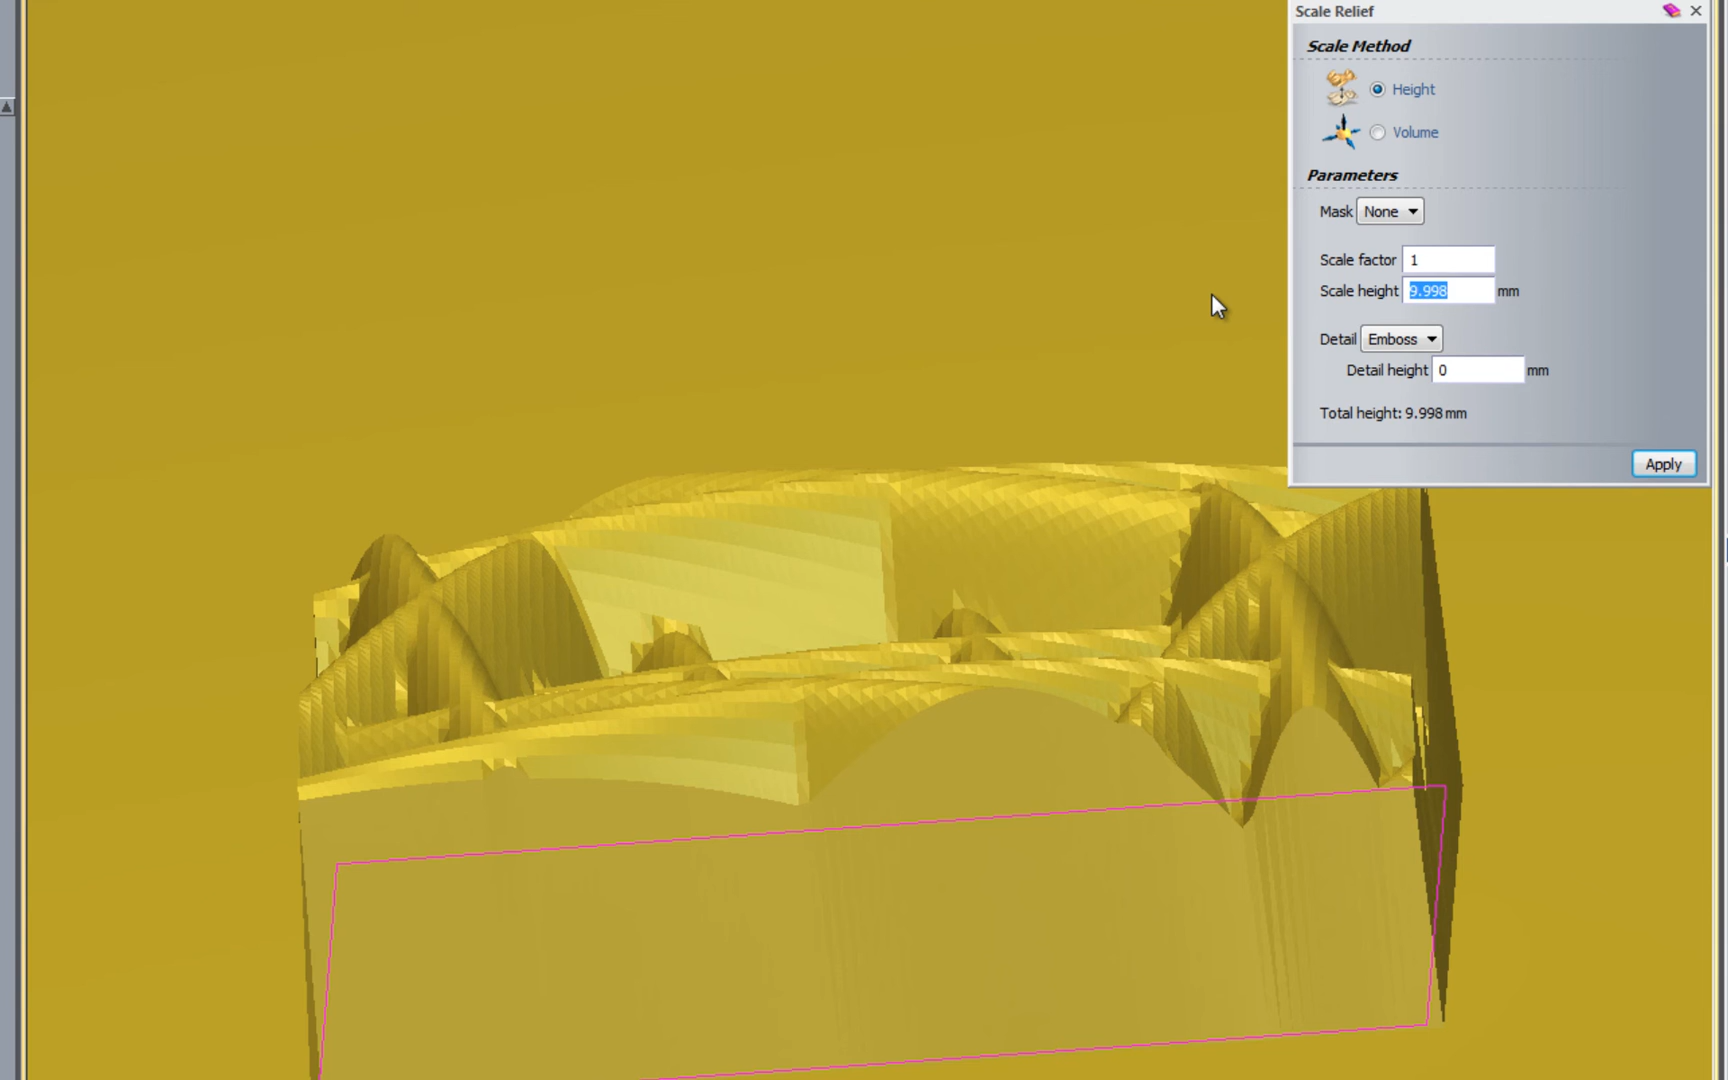 Scale Relief
Scale Method
Height
Volume
Parameters
Mask None
Scale factor 1
Scale height 9.998 mm
Detail Emboss
Detail height 0 mm
Total height: 9.998 mm
Apply